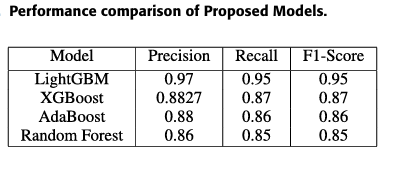 Performance comparison of Proposed Models.
Model Precision Recall F1-Score
LightGBM 0.97 0.95 0.95
XGBoost 0.8827 0.87 0.87
AdaBoost 0.88 0.86 0.86
Random Forest 0.86 0.85 0.85